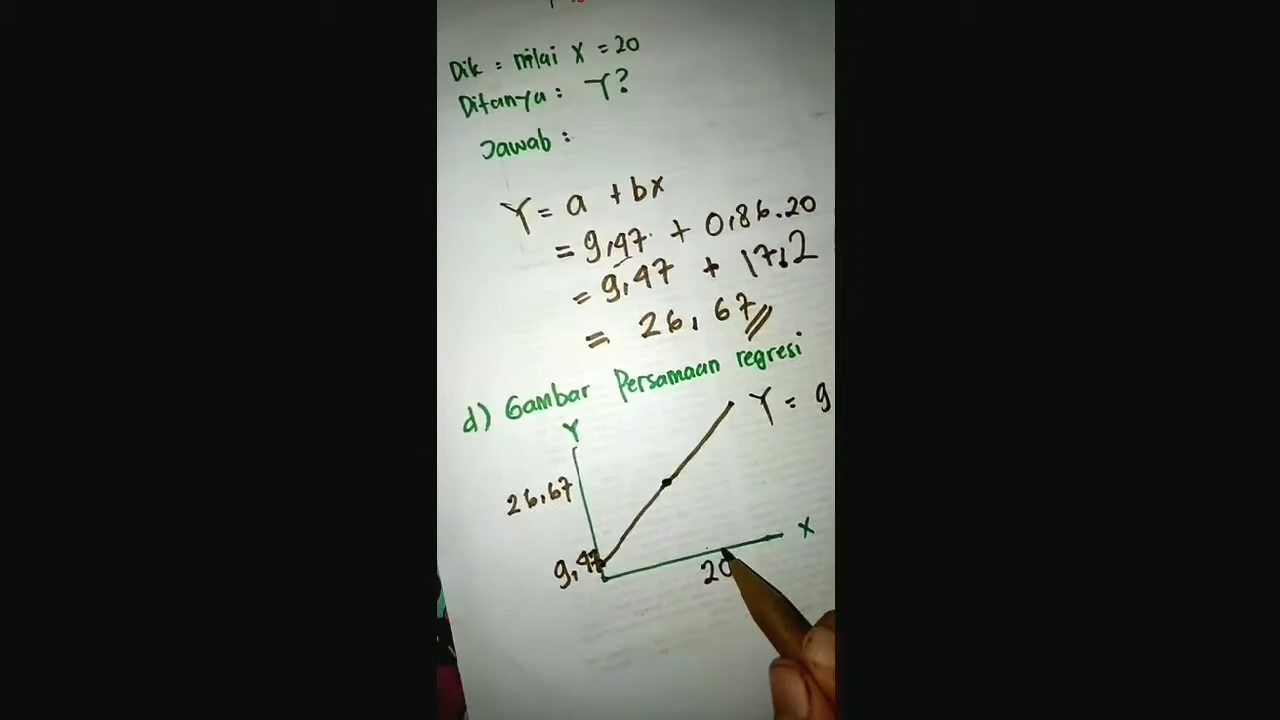 Dik : nilai X = 20
Ditanya : Y?
Jawab :
Y = a + bx
= 9,47 + 0,86.20
= 9,47 + 17,2
= 26,67
d) Gambar Persamaan regresi
Y
Y = 9
26,67
X
9,47
20